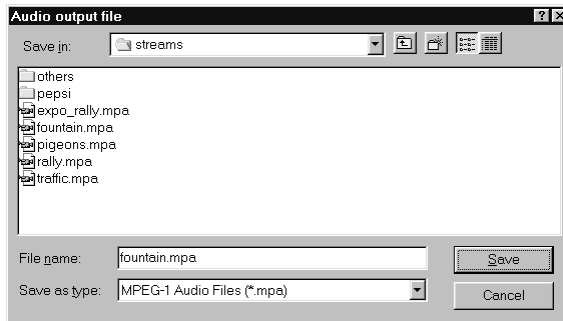 Audio output file
Save in: streams
others
pepsi
expo_rally.mpa
fountain.mpa
pigeons.mpa
rally.mpa
traffic.mpa
File name: fountain.mpa Save
Save as type: MPEG-1 Audio Files (*.mpa) Cancel